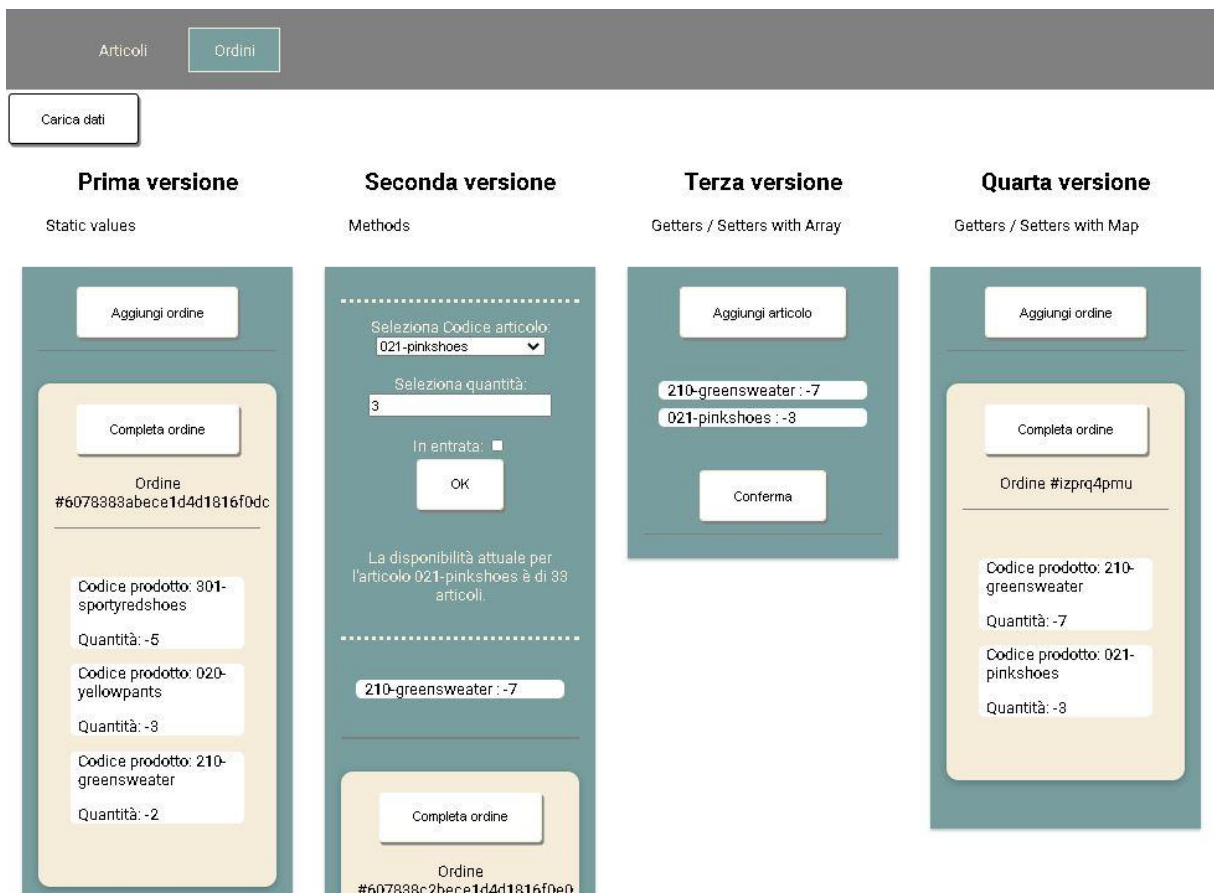 Articoli
Ordini
Carica dati
Prima versione
Static values
Aggiungi ordine
Completa ordine
Ordine
#6078383abece1d4d1816f0dc
Codice prodotto: 301-
sportyredshoes
Quantità: -5
Codice prodotto: 020-
yellowpants
Quantità: -3
Codice prodotto: 210-
greensweater
Quantità: -2
Seconda versione
Methods
Seleziona Codice articolo:
021-pinkshoes
Seleziona quantità:
3
In entrata:
OK
La disponibilità attuale per
l'articolo 021-pinkshoes è di 33
articoli.
210-greensweater : -7
Completa ordine
Ordine
#607838c2bece1d4d1816f0e0
Terza versione
Getters / Setters with Array
Aggiungi articolo
210-greensweater : -7
021-pinkshoes : -3
Conferma
Quarta versione
Getters / Setters with Map
Aggiungi ordine
Completa ordine
Ordine #izprq4pmu
Codice prodotto: 210-
greensweater
Quantità: -7
Codice prodotto: 021-
pinkshoes
Quantità: -3